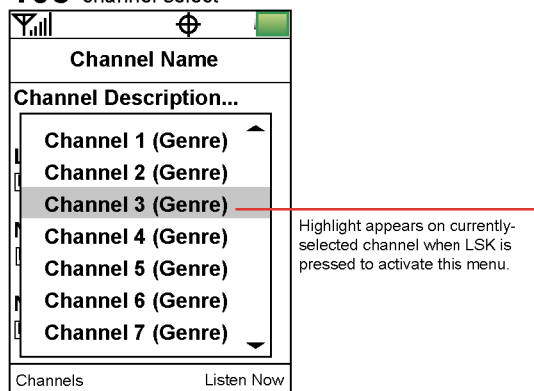 channel select
Channel Name
Channel Description...
Channel 1 (Genre)
Channel 2 (Genre)
Channel 3 (Genre)
Channel 4 (Genre)
Channel 5 (Genre)
Channel 6 (Genre)
Channel 7 (Genre)
Highlight appears on currently-
selected channel when LSK is
pressed to activate this menu.
Channels
Listen Now